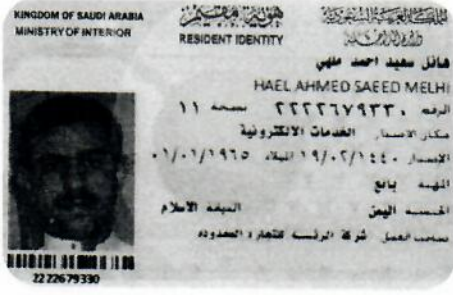 KINGDOM OF SAUDI ARABIA
MINISTRY OF INTERIOR
هوية مقيم
RESIDENT IDENTITY
المملكة العربية السعودية
وزارة الداخلية
هائل سعيد احمد ملهي
HAEL AHMED SAEED MELHI
الرقم ٢٢٢٢٦٧٩٣٣٠ نسخة ١١
مكان الاصدار الخدمات الالكترونية
الإصدار ١٩/٠٢/١٤٤٠ الميلاد ٠١/٠١/١٩٦٥
المهنة بائع
الجنسية اليمن الديانة الاسلام
صاحب العمل شركة الرئسية للتجارة المحدودة
2222679330